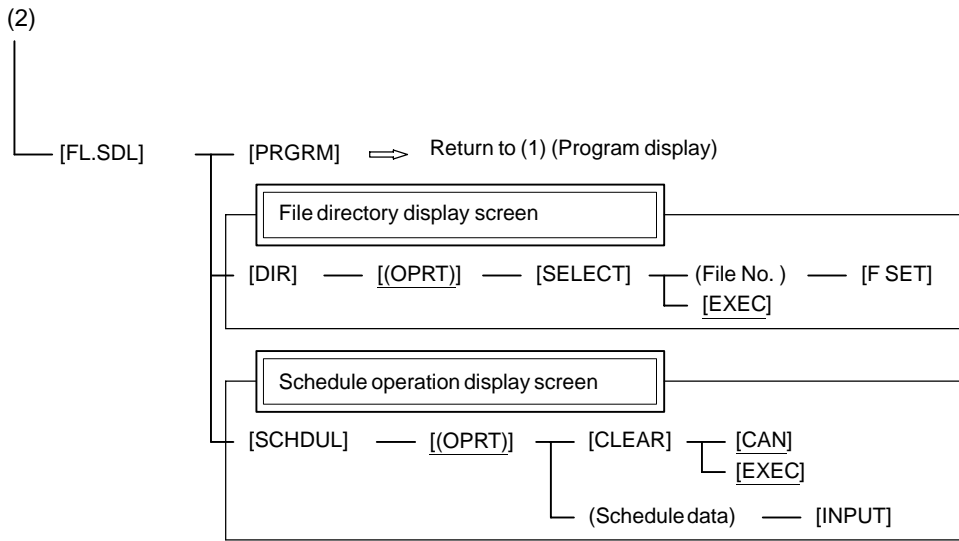 (2)
[FL.SDL] [PRGRM] Return to (1) (Program display)
File directory display screen
[DIR] [(OPRT)] [SELECT] (File No. ) [F SET]
[EXEC]
Schedule operation display screen
[SCHDUL] [(OPRT)] [CLEAR] [CAN]
[EXEC]
(Schedule data) [INPUT]